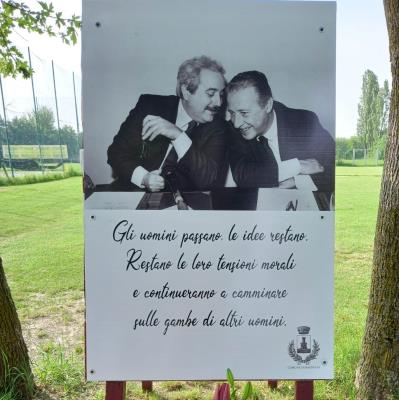 Gli uomini passano, le idee restano.
Restano le loro tensioni morali
e continueranno a camminare
sulle gambe di altri uomini.